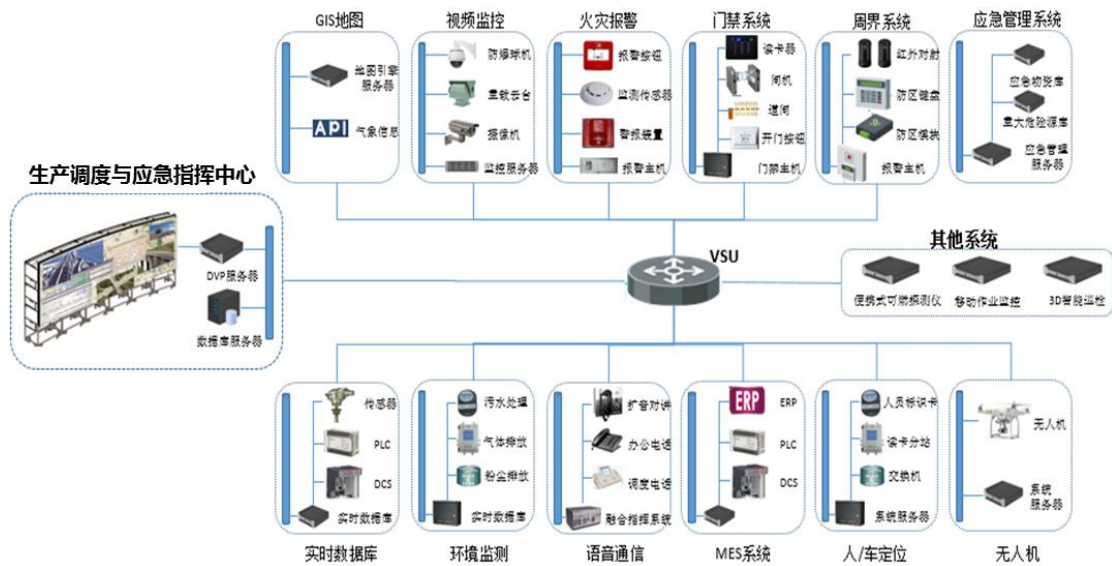 GIS地图
视频监控
火灾报警
门禁系统
周界系统
应急管理系统
地图引擎
服务器
API
气象信息
防爆球机
重载云台
摄像机
监控服务器
报警按钮
监测传感器
警报装置
报警主机
读卡器
闸机
道闸
开门按钮
门禁主机
红外对射
防区键盘
防区模块
报警主机
应急物资库
重大危险源库
应急管理
服务器
生产调度与应急指挥中心
DVP服务器
数据库服务器
VSU
其他系统
便携式可燃探测仪
移动作业监控
3D智能巡检
传感器
PLC
DCS
实时数据库
污水处理
气体排放
粉尘排放
实时数据库
扩音对讲
办公电话
调度电话
融合指挥系统
ERP
ERP
PLC
DCS
人员标识卡
读卡分站
交换机
系统服务器
无人机
系统
服务器
实时数据库
环境监测
语音通信
MES系统
人/车定位
无人机